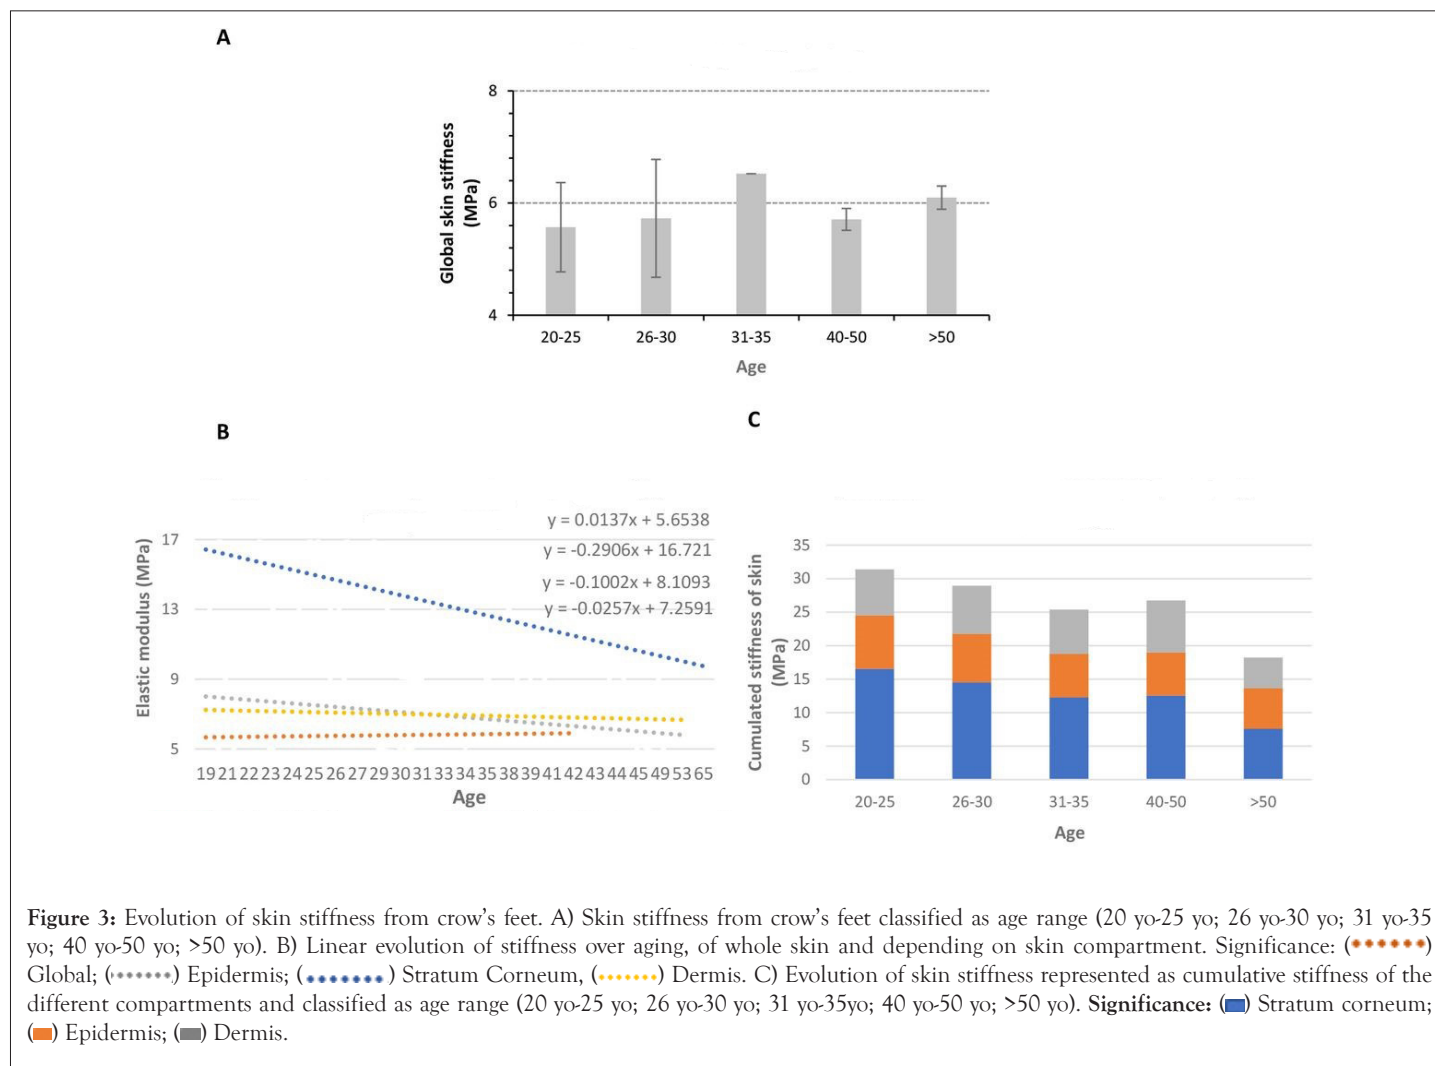 A
Global skin stiffness
(MPa)
8
6
4
20-25 26-30 31-35 40-50 >50
Age
B
Elastic modulus (MPa)
17
13
9
5
y = 0.0137x + 5.6538
y = -0.2906x + 16.721
y = -0.1002x + 8.1093
y = -0.0257x + 7.2591
19 21 22 23 24 25 26 27 29 30 31 33 34 35 38 39 41 42 43 44 45 49 53 65
Age
C
Cumulated stiffness of skin
(MPa)
35
30
25
20
15
10
5
0
20-25 26-30 31-35 40-50 >50
Age
Figure 3: Evolution of skin stiffness from crow's feet. A) Skin stiffness from crow's feet classified as age range (20 yo-25 yo; 26 yo-30 yo; 31 yo-35
yo; 40 yo-50 yo; >50 yo). B) Linear evolution of stiffness over aging, of whole skin and depending on skin compartment. Significance: ( )
Global; ( ) Epidermis; ( ) Stratum Corneum, ( ) Dermis. C) Evolution of skin stiffness represented as cumulative stiffness of the
different compartments and classified as age range (20 yo-25 yo; 26 yo-30 yo; 31 yo-35yo; 40 yo-50 yo; >50 yo). Significance: ( ) Stratum corneum;
( ) Epidermis; ( ) Dermis.